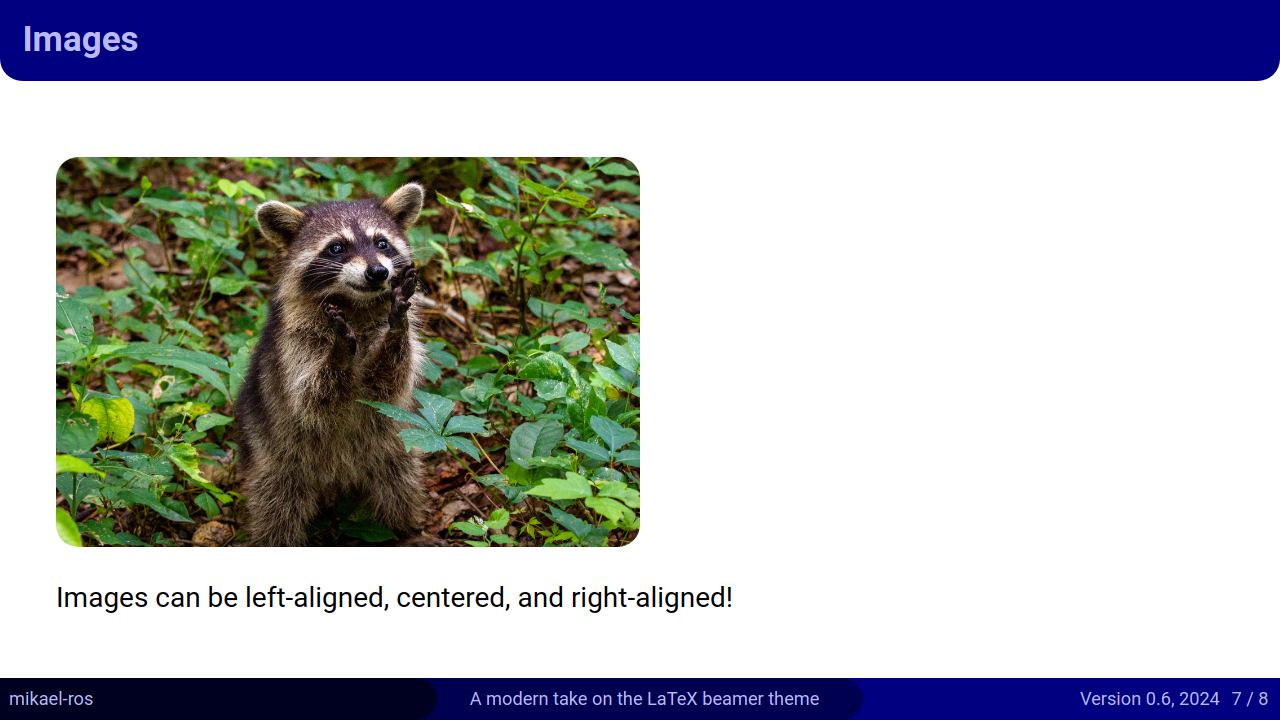 Images
Images can be left-aligned, centered, and right-aligned!
mikael-ros
A modern take on the LaTeX beamer theme
Version 0.6, 2024 7 / 8